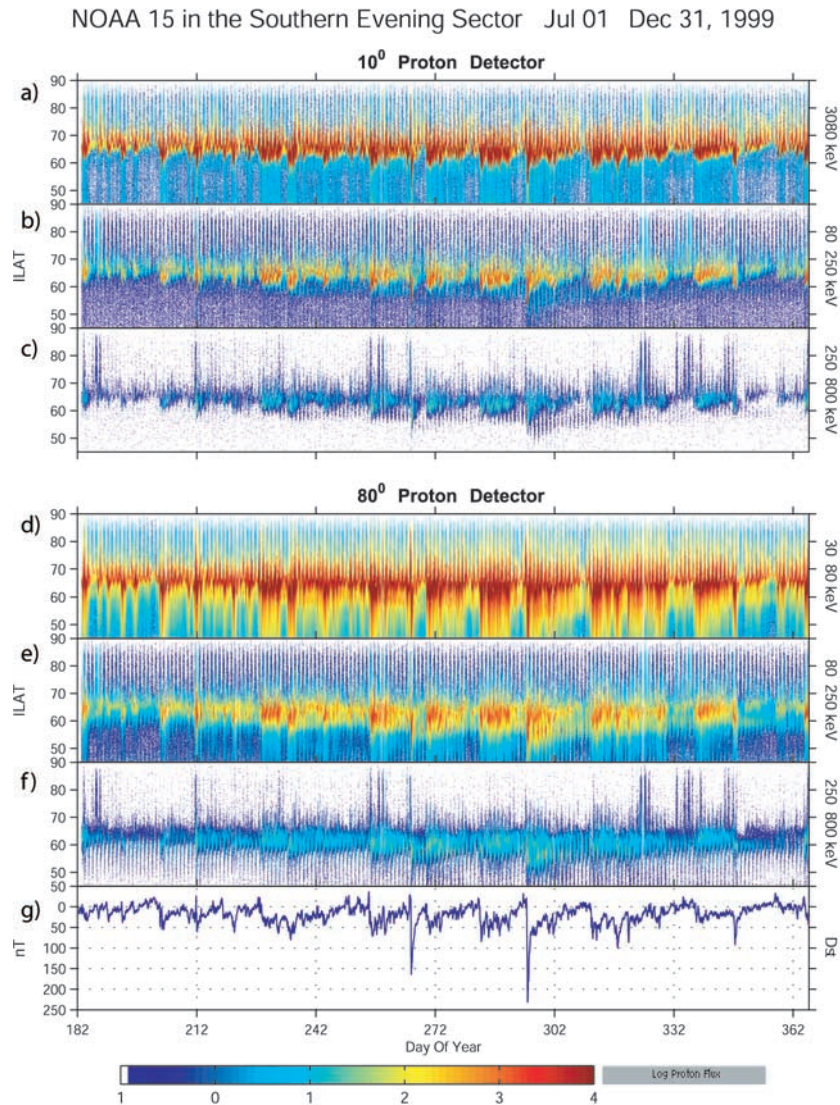 NOAA 15 in the Southern Evening Sector Jul 01 Dec 31, 1999
10⁰ Proton Detector
a)
90
80
70
60
50
3080 keV
b)
90
80
70
60
50
ILAT
80 250 keV
c)
90
80
70
60
50
250 800 keV
80⁰ Proton Detector
d)
90
80
70
60
50
30 80 keV
e)
90
80
70
60
50
ILAT
80 250 keV
f)
90
80
70
60
50
250 800 keV
g)
50
0
50
100
150
200
250
nT
Dst
182 212 242 272 302 332 362
Day Of Year
1 0 1 2 3 4
Log Proton Flux